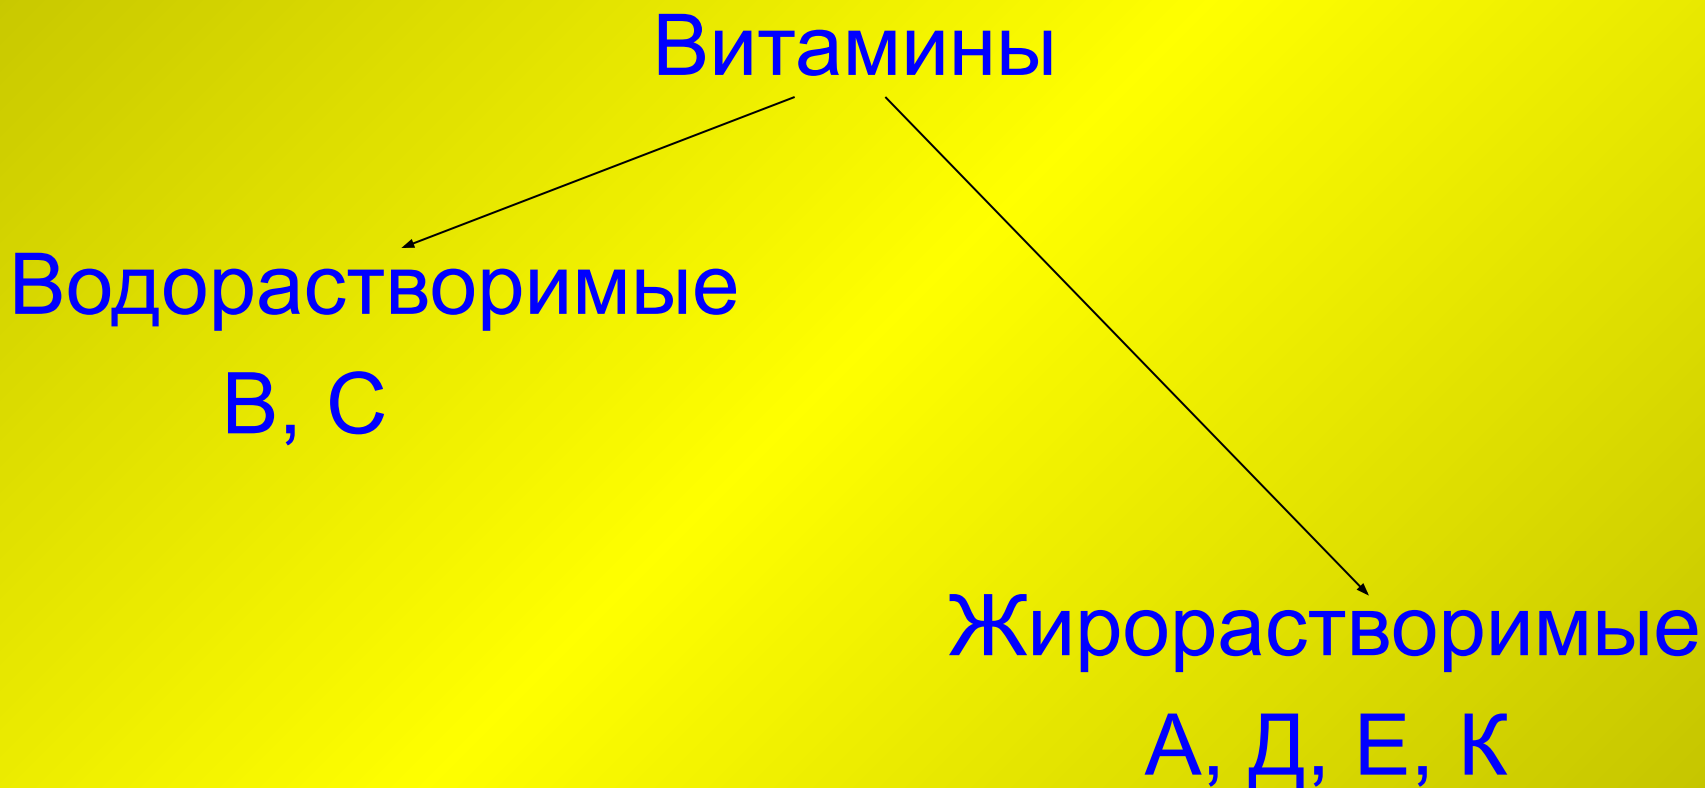 Витамины
Водорастворимые
В, С
Жирорастворимые
А, Д, Е, К